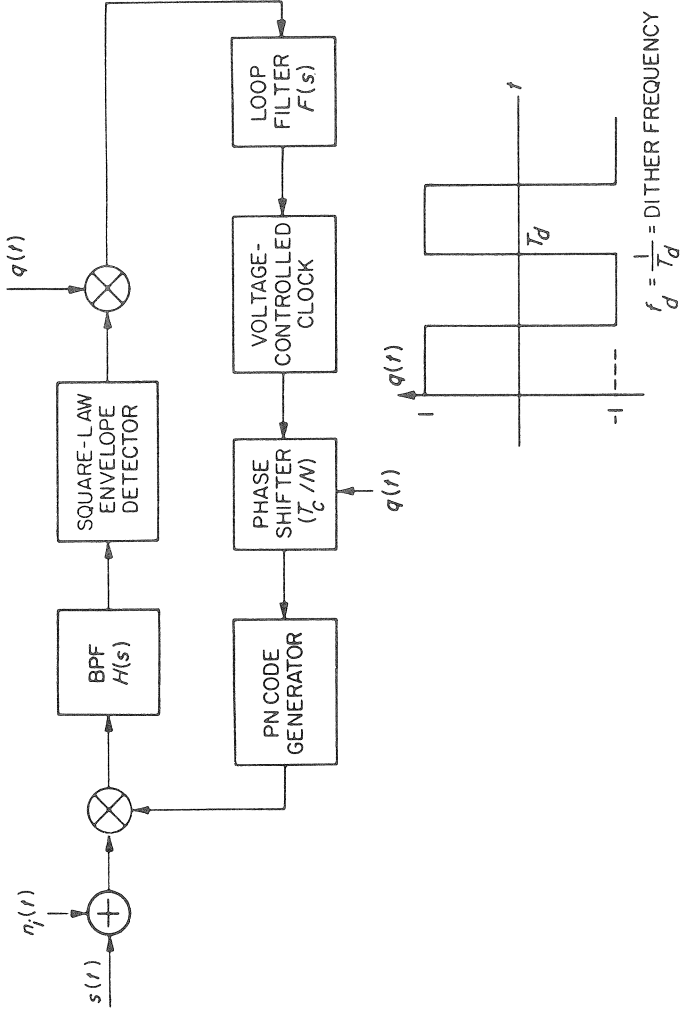 s(t)
nᵢ(t)
BPF
H(s)
SQUARE-LAW
ENVELOPE
DETECTOR
q(t)
LOOP
FILTER
F(s)
VOLTAGE-
CONTROLLED
CLOCK
PHASE
SHIFTER
(T_c/N)
q(t)
PN CODE
GENERATOR
q(t)
1
-1
T_d
t
f_d = 1/T_d = DITHER FREQUENCY